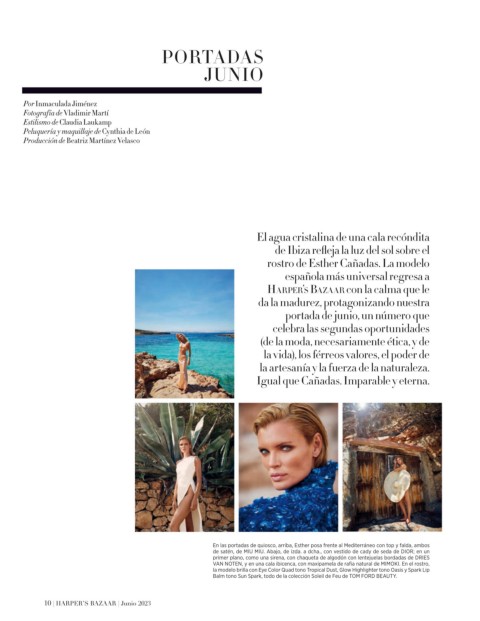 PORTADAS
JUNIO
Por Inmaculada Jiménez
Fotografía de Vladimir Martí
Estilismo de Claudia Laukamp
Peluquería y maquillaje de Cynthia de León
Producción de Beatriz Martínez Velasco
El agua cristalina de una cala recóndita
de Ibiza refleja la luz del sol sobre el
rostro de Esther Cañadas. La modelo
española más universal regresa a
HARPER'S BAZAAR con la calma que le
da la madurez, protagonizando nuestra
portada de junio, un número que
celebra las segundas oportunidades
(de la moda, necesariamente ética, y de
la vida), los férreos valores, el poder de
la artesanía y la fuerza de la naturaleza.
Igual que Cañadas. Imparable y eterna.
En las portadas de quiosco, arriba, Esther posa frente al Mediterráneo con top y falda, ambos
de satén, de MIU MIU. Abajo, de izda. a dcha., con vestido de cady de seda de DIOR; en un
primer plano, como una sirena, con chaqueta de algodón con lentejuelas bordadas de DRIES
VAN NOTEN, y en una cala ibicenca, con maxipamela de rafia natural de MIMOKI. En el rostro,
la modelo brilla con Eye Color Quad tono Tropical Dust, Glow Highlighter tono Oasis y Spark Lip
Balm tono Sun Spark, todo de la colección Soleil de Feu de TOM FORD BEAUTY.
10 | HARPER'S BAZAAR | Junio 2023